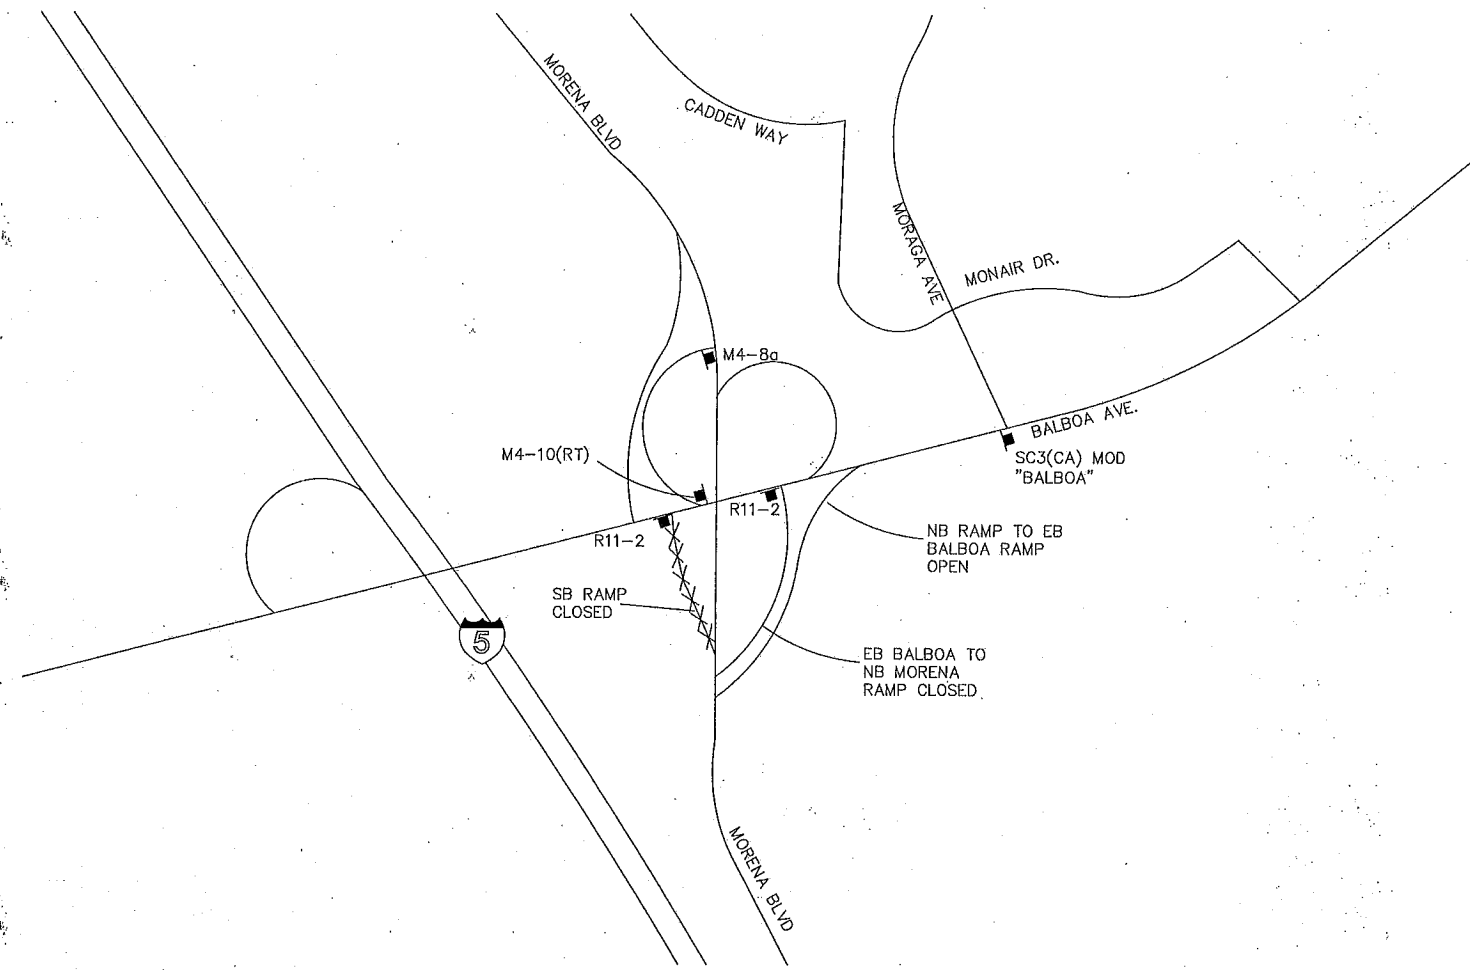 MORENA BLVD
CADDEN WAY
MORAGA AVE
MONAIR DR.
M4-8a
BALBOA AVE.
M4-10(RT)
SC3(CA) MOD
"BALBOA"
R11-2
R11-2
NB RAMP TO EB
BALBOA RAMP
OPEN
SB RAMP
CLOSED
5
EB BALBOA TO
NB MORENA
RAMP CLOSED
MORENA BLVD